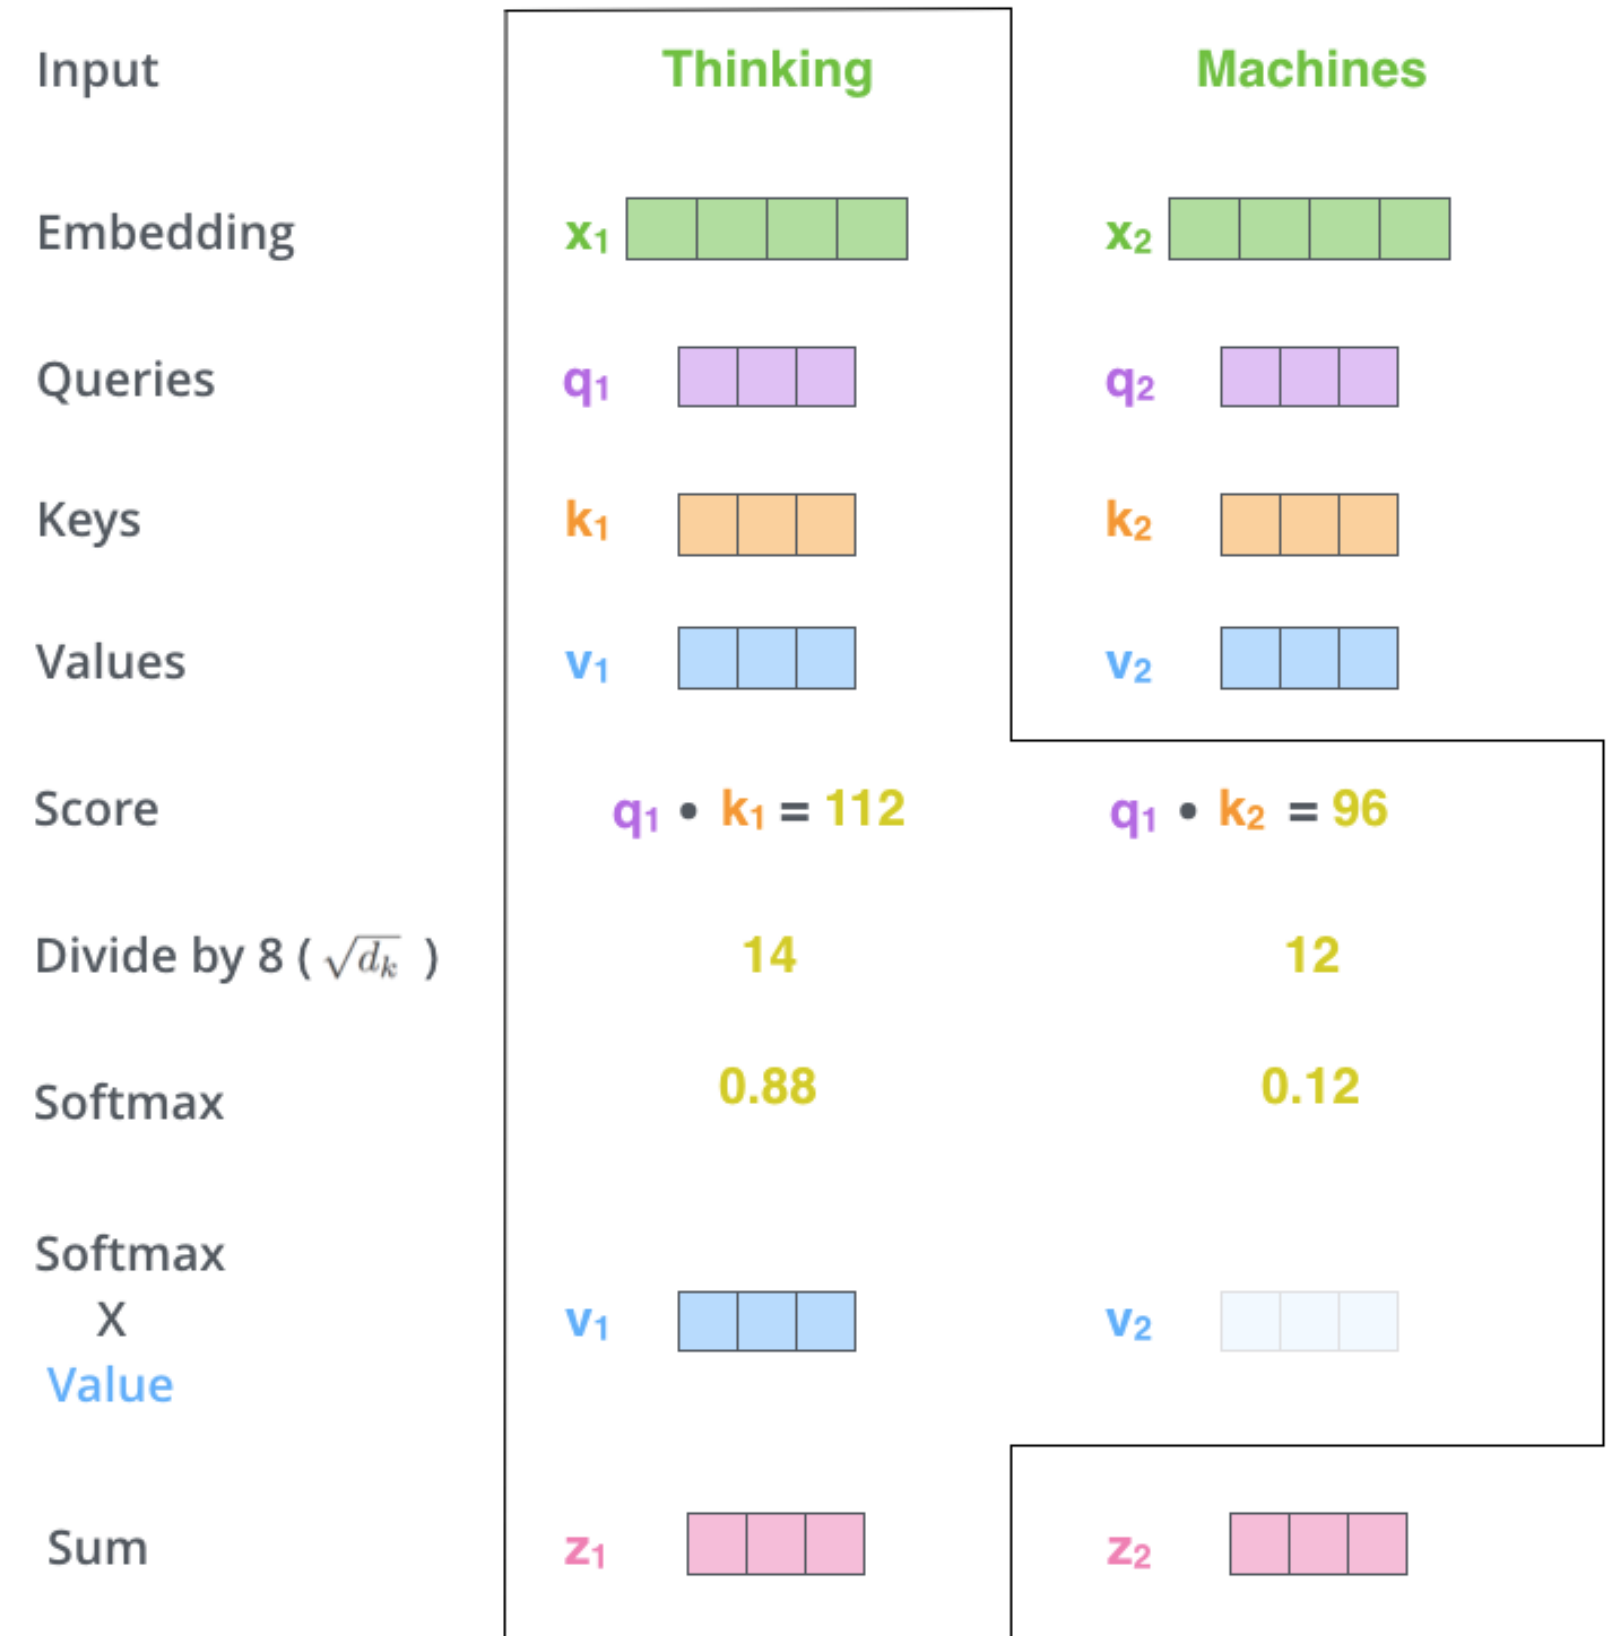 Input Thinking Machines
Embedding x1 x2
Queries q1 q2
Keys k1 k2
Values v1 v2
Score q1 • k1 = 112 q1 • k2 = 96
Divide by 8 ( √dk ) 14 12
Softmax 0.88 0.12
Softmax
X
Value
v1 v2
Sum z1 z2